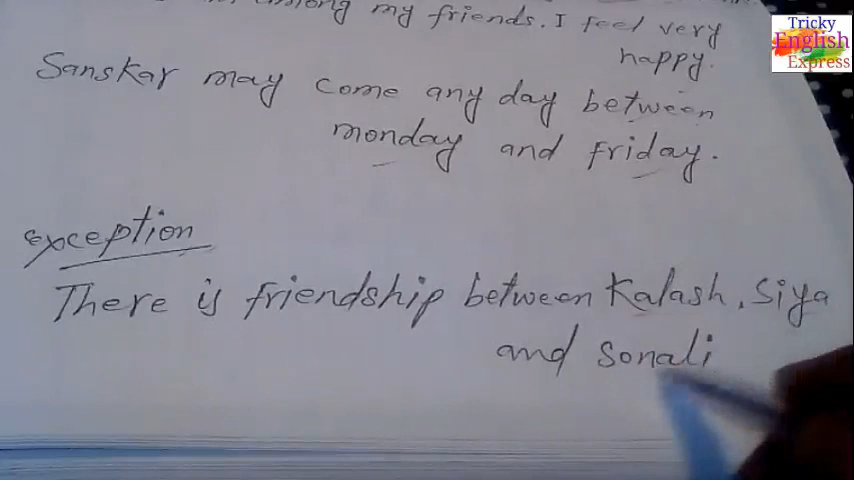 among my friends. I feel very
happy.
Sanskar may come any day between
monday and friday.
exception
There is friendship between Kalash, Siya
and Sonali
Tricky
English
Express